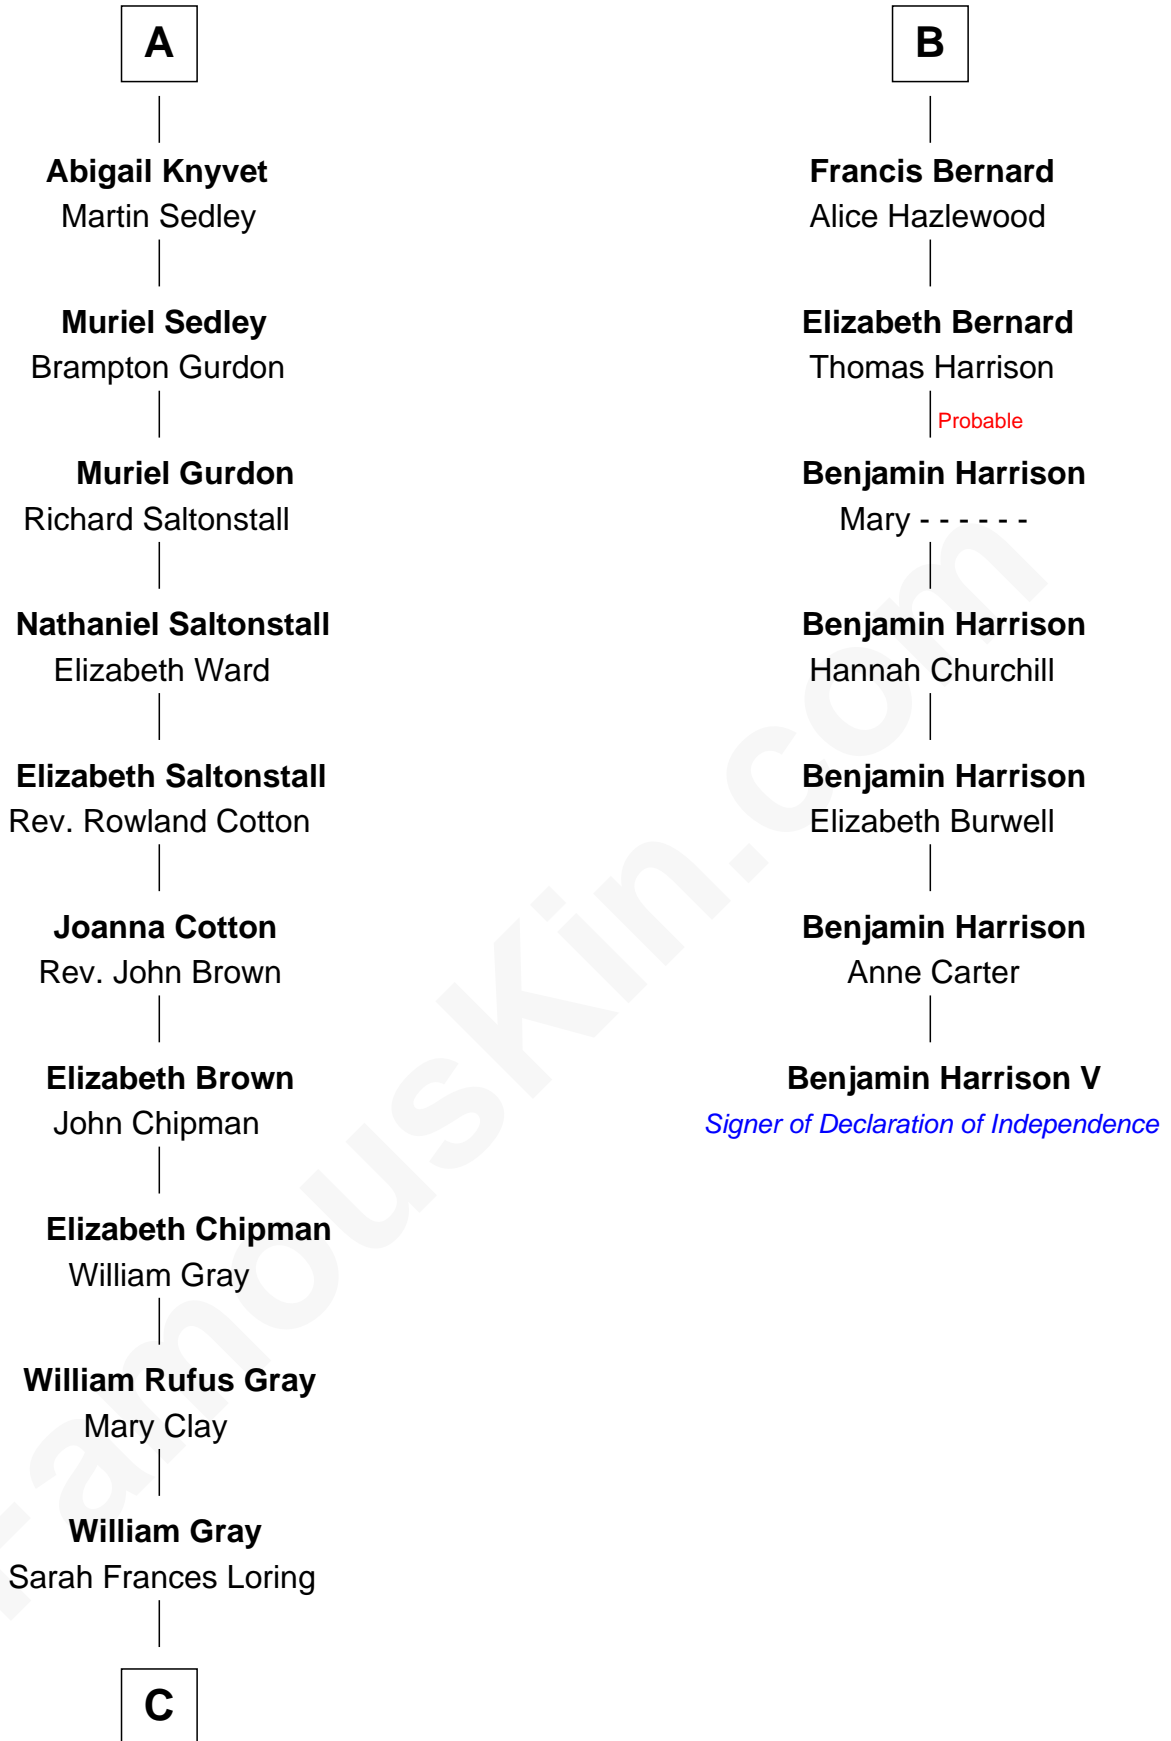 A
Abigail Knyvet
Martin Sedley
Muriel Sedley
Brampton Gurdon
Muriel Gurdon
Richard Saltonstall
Nathaniel Saltonstall
Elizabeth Ward
Elizabeth Saltonstall
Rev. Rowland Cotton
Joanna Cotton
Rev. John Brown
Elizabeth Brown
John Chipman
Elizabeth Chipman
William Gray
William Rufus Gray
Mary Clay
William Gray
Sarah Frances Loring
C
B
Francis Bernard
Alice Hazlewood
Elizabeth Bernard
Thomas Harrison
Probable
Benjamin Harrison
Mary - - - - - -
Benjamin Harrison
Hannah Churchill
Benjamin Harrison
Elizabeth Burwell
Benjamin Harrison
Anne Carter
Benjamin Harrison V
Signer of Declaration of Independence
FamousKin.com